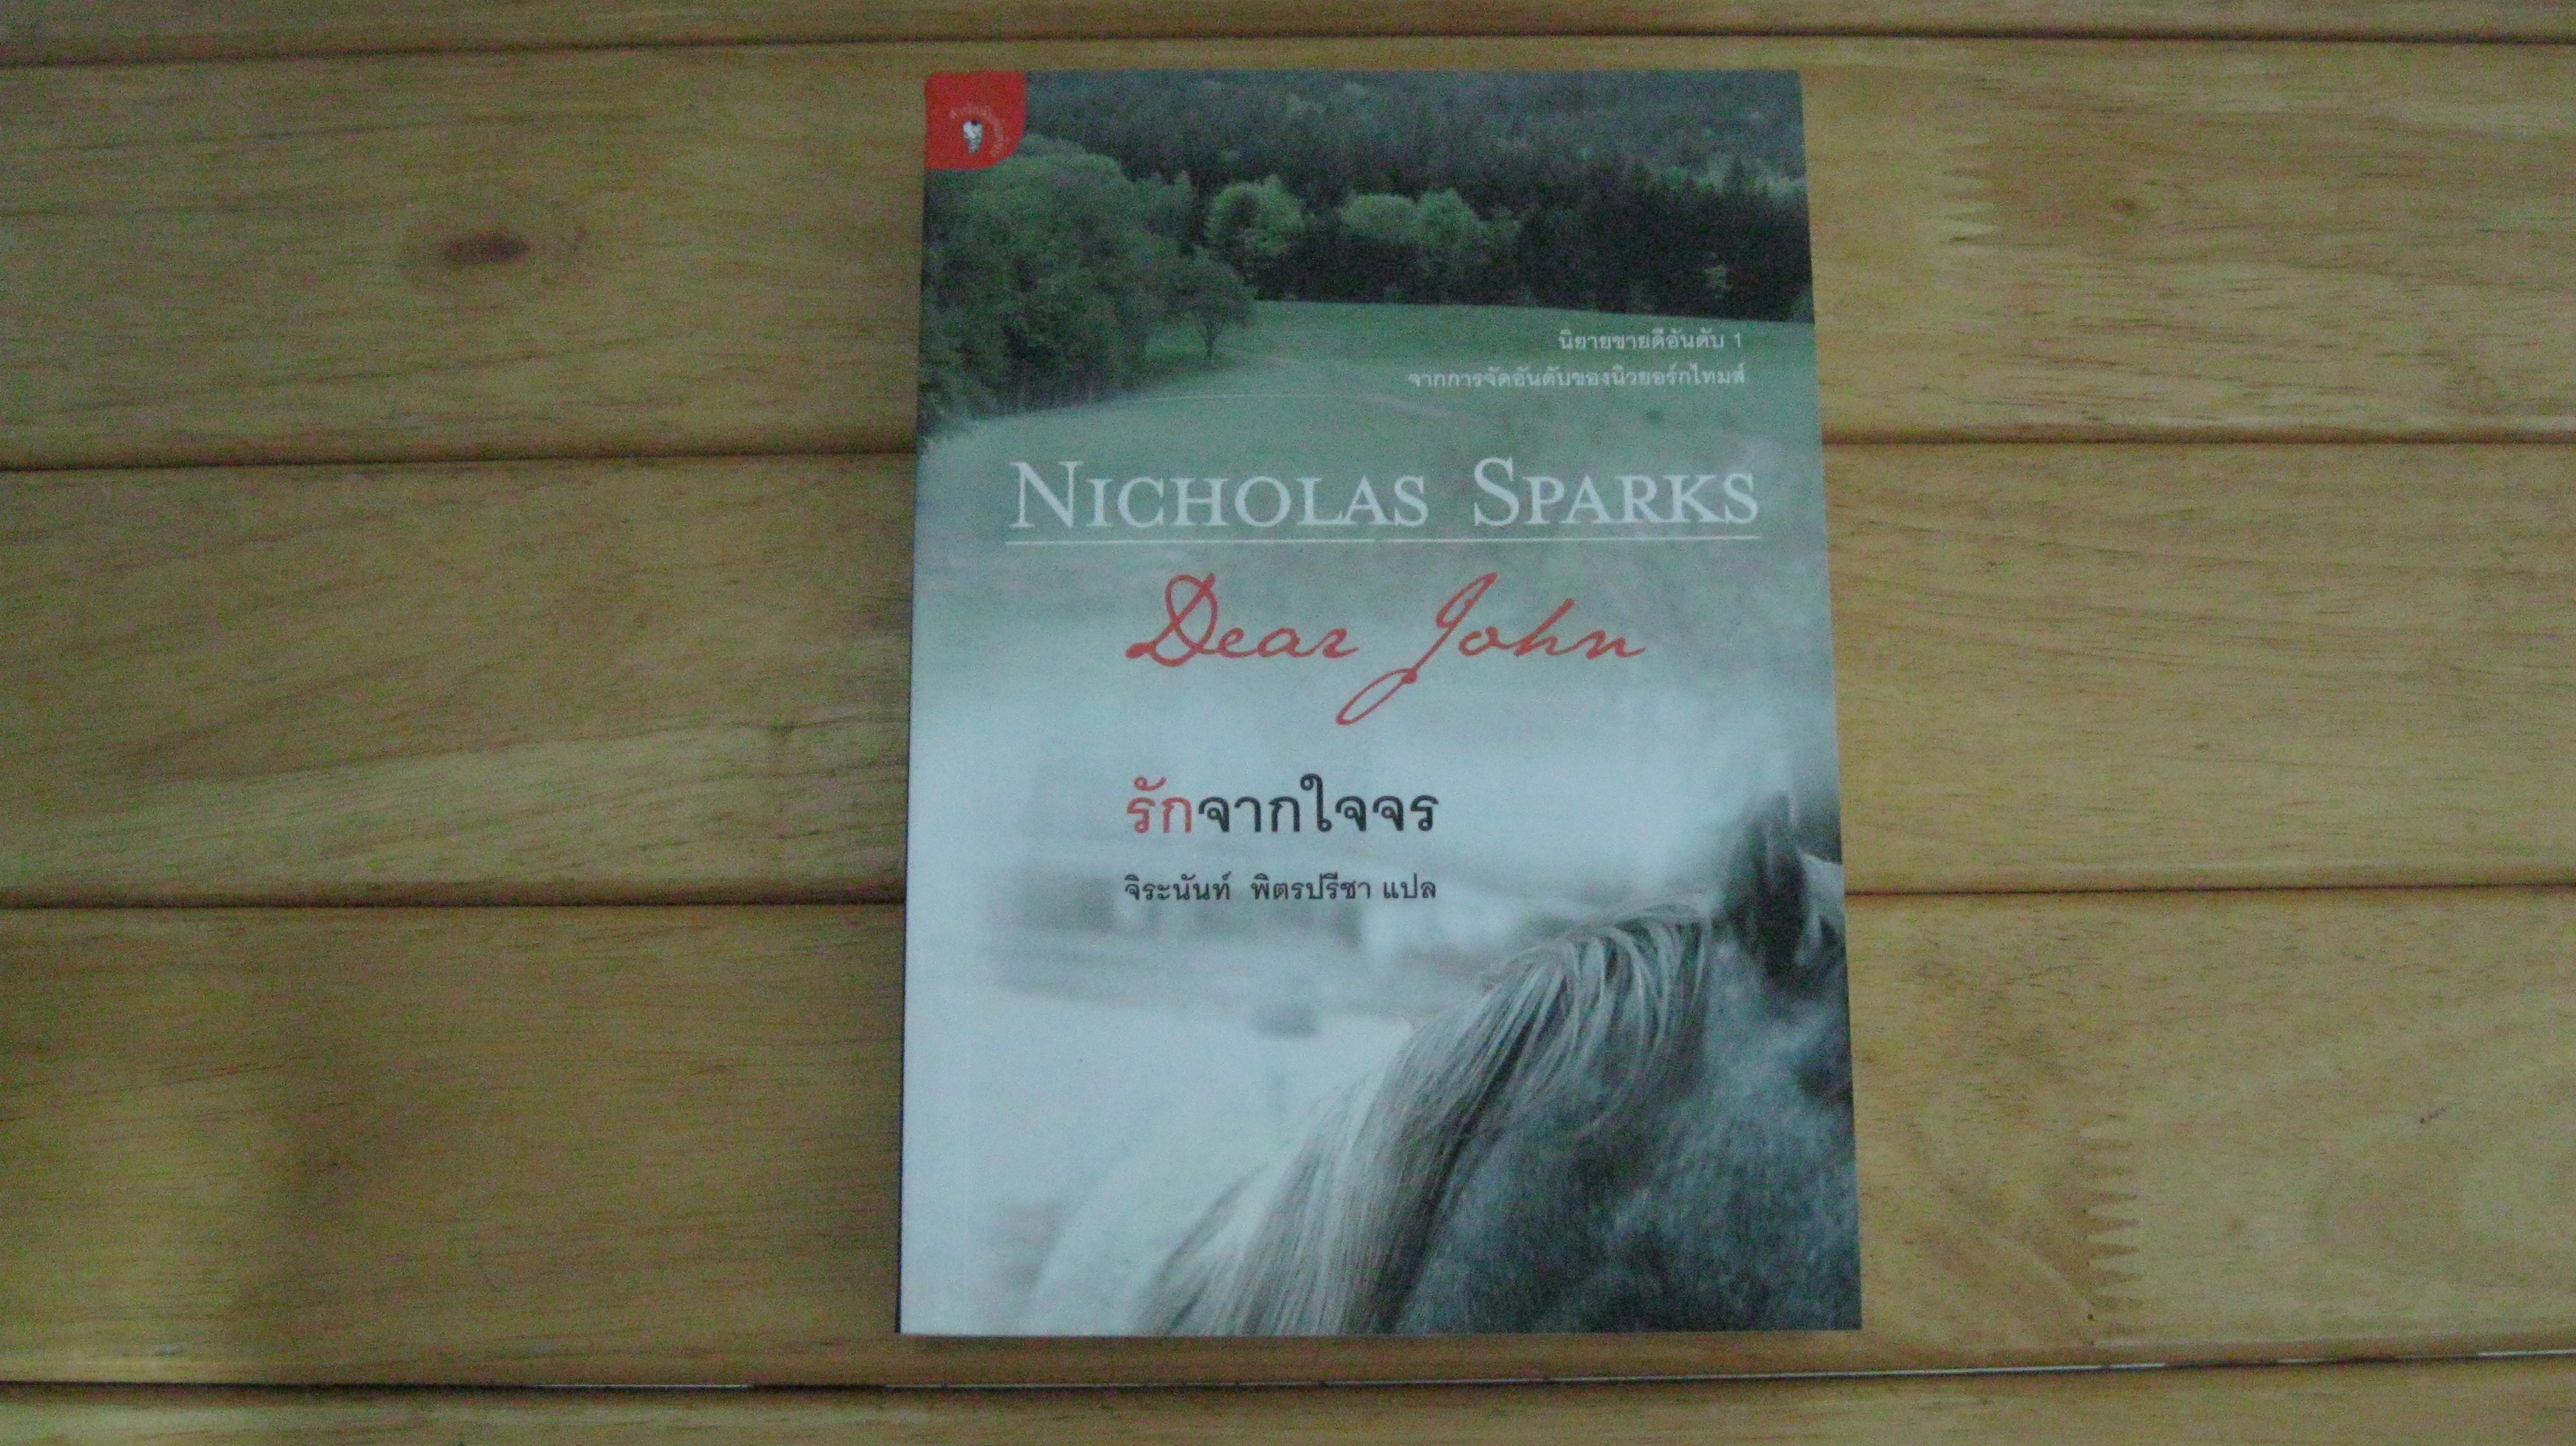 นิยายขายดีอันดับ 1
จากการจัดอันดับของนิวยอร์กไทมส์
NICHOLAS SPARKS
Dear John
รักจากใจจร
จิระนันท์ พิตรปรีชา แปล